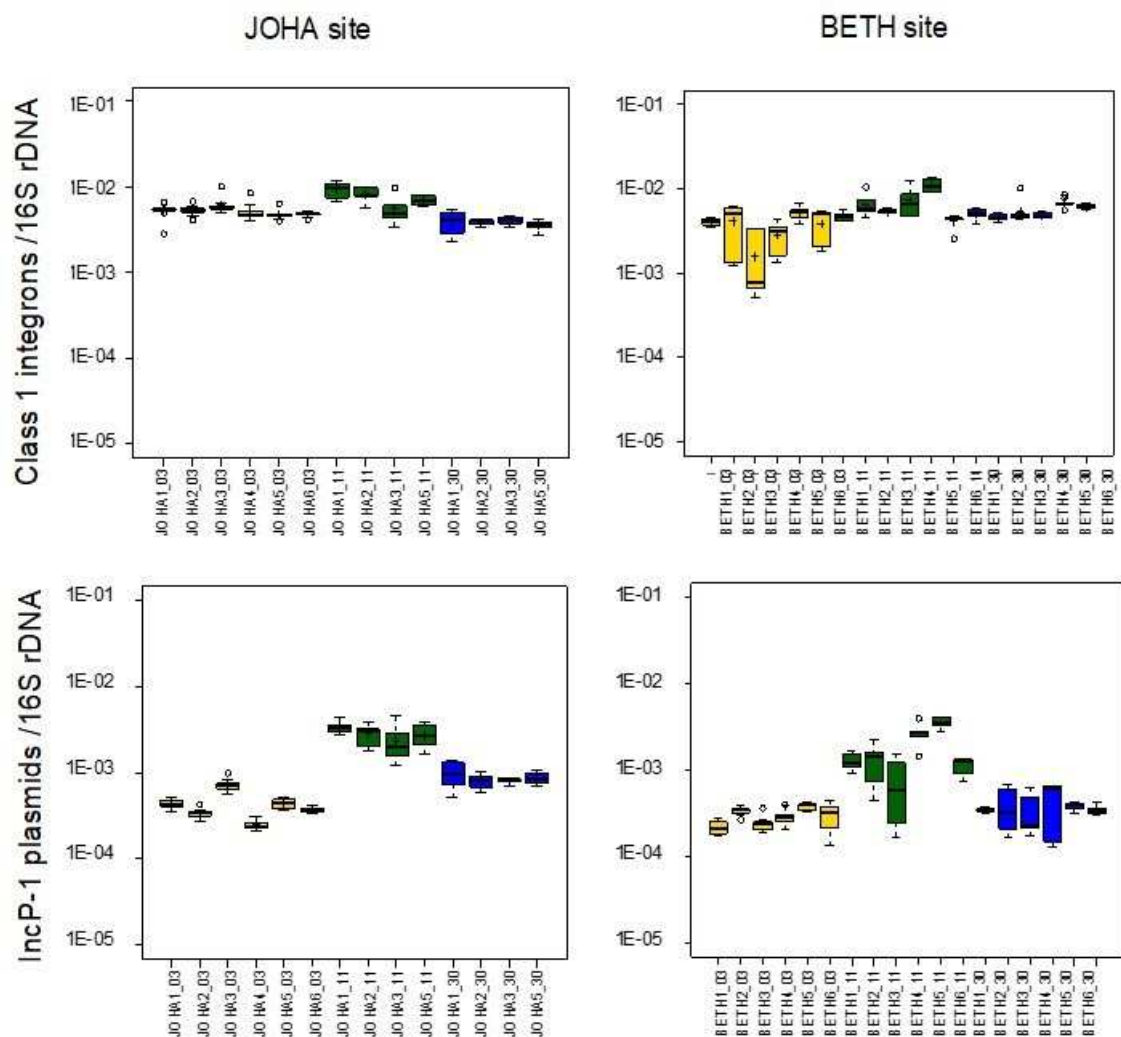 JOHA site
BETH site
Class 1 integrons /16S rDNA
1E-01
1E-02
1E-03
1E-04
1E-05
JOHA1_03
JOHA2_03
JOHA3_03
JOHA4_03
JOHA5_03
JOHA6_03
JOHA1_11
JOHA2_11
JOHA3_11
JOHA5_11
JOHA1_30
JOHA2_30
JOHA3_30
JOHA5_30
1E-01
1E-02
1E-03
1E-04
1E-05
BETH1_03
BETH2_03
BETH3_03
BETH4_03
BETH5_03
BETH6_03
BETH1_11
BETH2_11
BETH3_11
BETH4_11
BETH5_11
BETH6_11
BETH1_30
BETH2_30
BETH3_30
BETH4_30
BETH5_30
BETH6_30
IncP-1 plasmids /16S rDNA
1E-01
1E-02
1E-03
1E-04
1E-05
JOHA1_03
JOHA2_03
JOHA3_03
JOHA4_03
JOHA5_03
JOHA6_03
JOHA1_11
JOHA2_11
JOHA3_11
JOHA5_11
JOHA1_30
JOHA2_30
JOHA3_30
JOHA5_30
1E-01
1E-02
1E-03
1E-04
1E-05
BETH1_03
BETH2_03
BETH3_03
BETH4_03
BETH5_03
BETH6_03
BETH1_11
BETH2_11
BETH3_11
BETH4_11
BETH5_11
BETH6_11
BETH1_30
BETH2_30
BETH3_30
BETH4_30
BETH5_30
BETH6_30